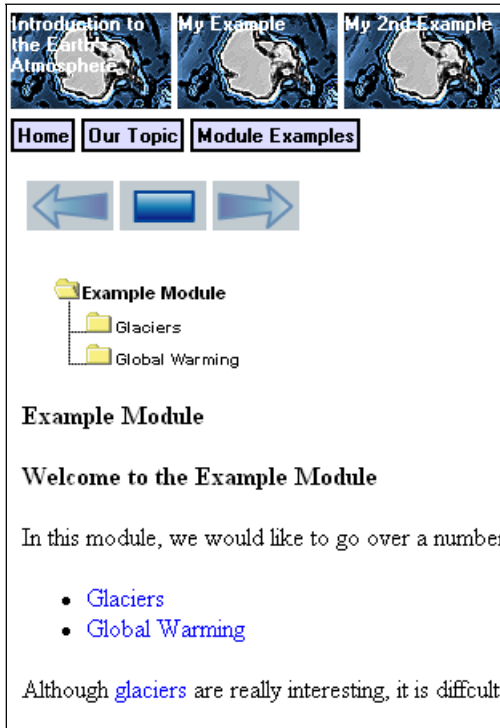 Introduction to the Earth's Atmosphere
My Example
My 2nd Example
Home Our Topic Module Examples
Example Module
Glaciers
Global Warming
Example Module
Welcome to the Example Module
In this module, we would like to go over a number
Glaciers
Global Warming
Although glaciers are really interesting, it is diffcult